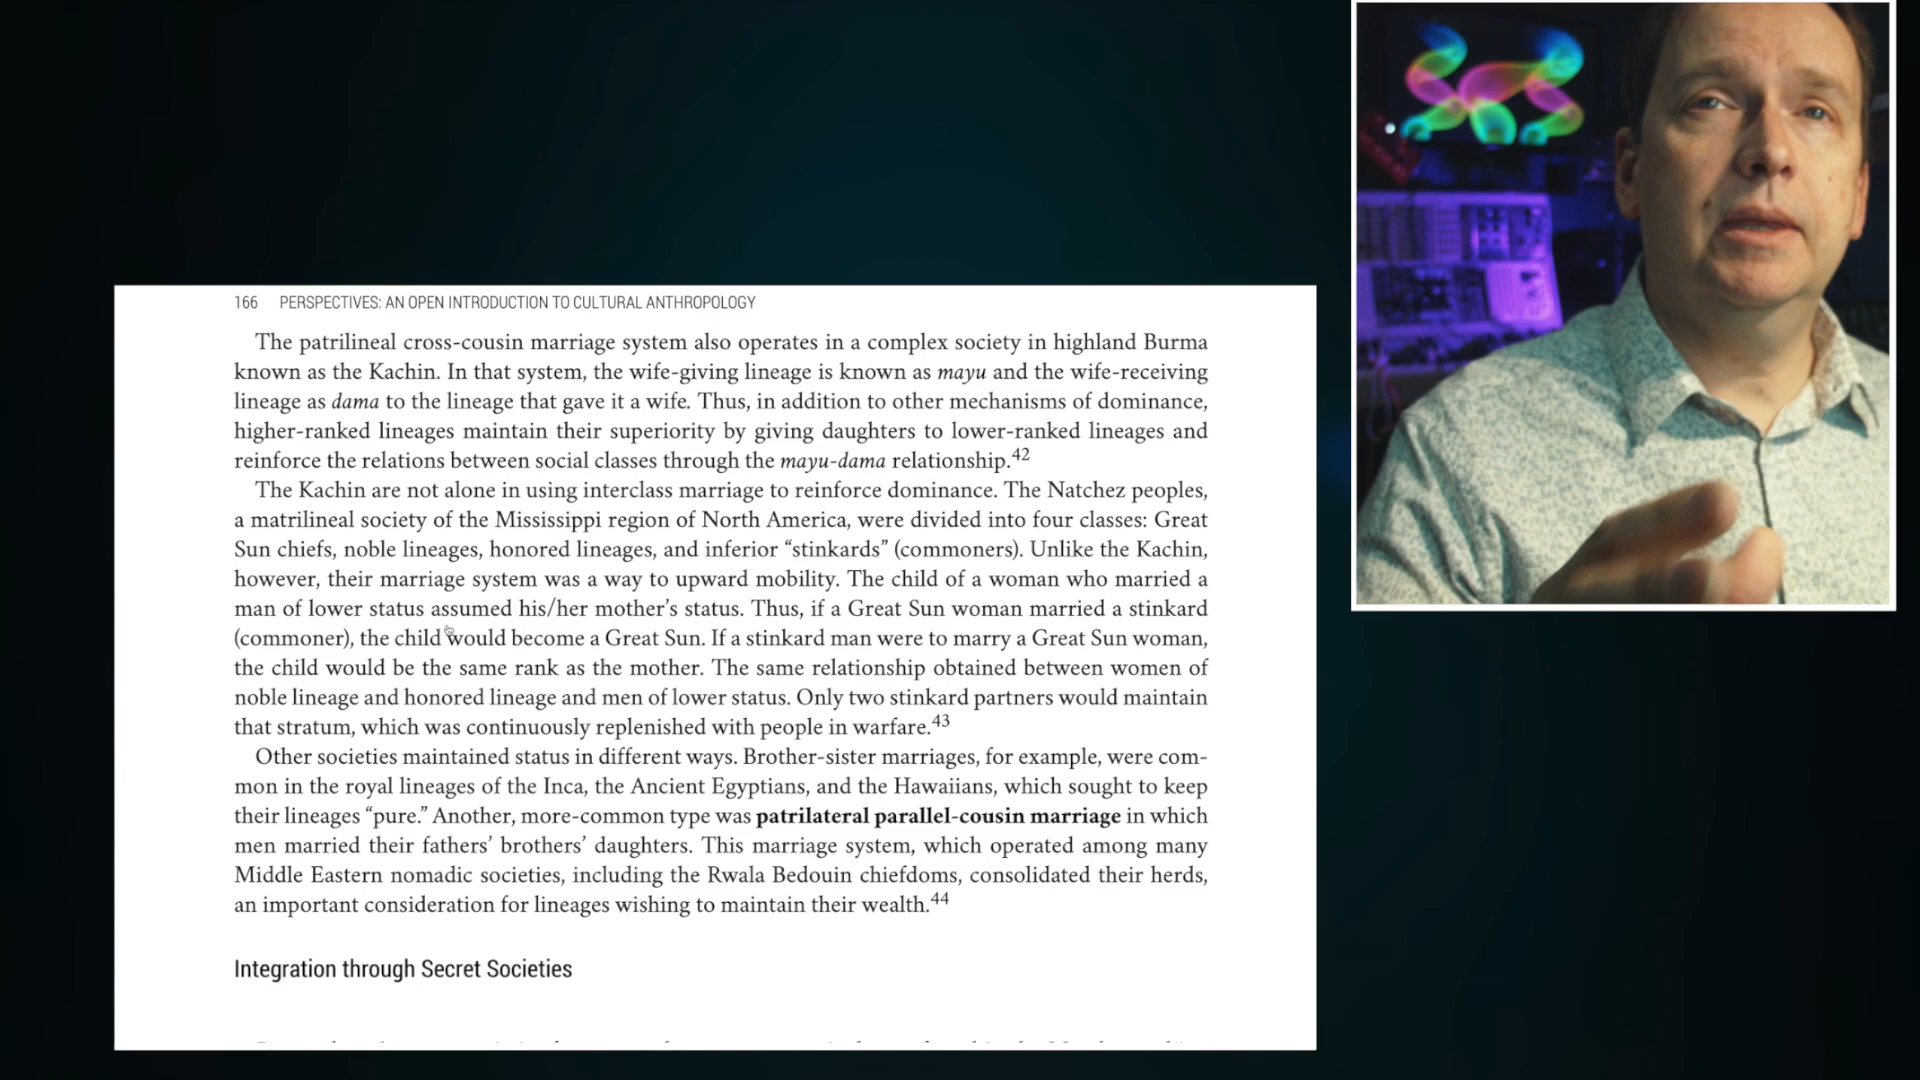 166 PERSPECTIVES: AN OPEN INTRODUCTION TO CULTURAL ANTHROPOLOGY
The patrilineal cross-cousin marriage system also operates in a complex society in highland Burma
known as the Kachin. In that system, the wife-giving lineage is known as mayu and the wife-receiving
lineage as dama to the lineage that gave it a wife. Thus, in addition to other mechanisms of dominance,
higher-ranked lineages maintain their superiority by giving daughters to lower-ranked lineages and
reinforce the relations between social classes through the mayu-dama relationship.42
The Kachin are not alone in using interclass marriage to reinforce dominance. The Natchez peoples,
a matrilineal society of the Mississippi region of North America, were divided into four classes: Great
Sun chiefs, noble lineages, honored lineages, and inferior “stinkards” (commoners). Unlike the Kachin,
however, their marriage system was a way to upward mobility. The child of a woman who married a
man of lower status assumed his/her mother’s status. Thus, if a Great Sun woman married a stinkard
(commoner), the child would become a Great Sun. If a stinkard man were to marry a Great Sun woman,
the child would be the same rank as the mother. The same relationship obtained between women of
noble lineage and honored lineage and men of lower status. Only two stinkard partners would maintain
that stratum, which was continuously replenished with people in warfare.43
Other societies maintained status in different ways. Brother-sister marriages, for example, were com-
mon in the royal lineages of the Inca, the Ancient Egyptians, and the Hawaiians, which sought to keep
their lineages “pure.” Another, more-common type was patrilateral parallel-cousin marriage in which
men married their fathers’ brothers’ daughters. This marriage system, which operated among many
Middle Eastern nomadic societies, including the Rwala Bedouin chiefdoms, consolidated their herds,
an important consideration for lineages wishing to maintain their wealth.44
Integration through Secret Societies